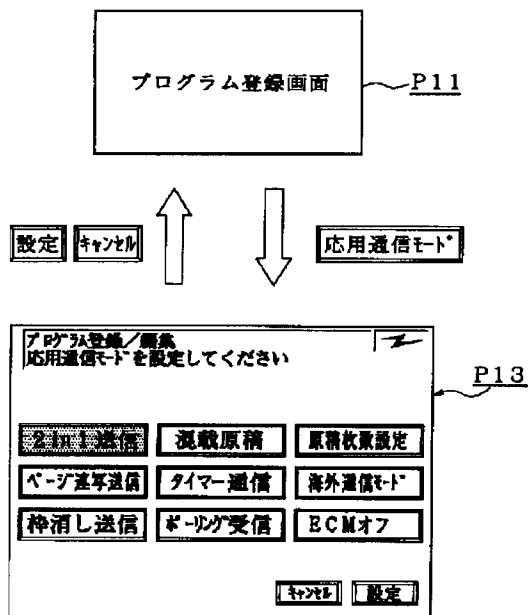 プログラム登録画面
P11
設定 キャンセル
応用通信モード
プログラム登録/編集
応用通信モードを設定してください
P13
2in1送信 混載原稿 原稿枚数設定
ページ連写送信 タイマー通信 海外通信モード
枠消し送信 ポーリング受信 ECMオフ
キャンセル 設定